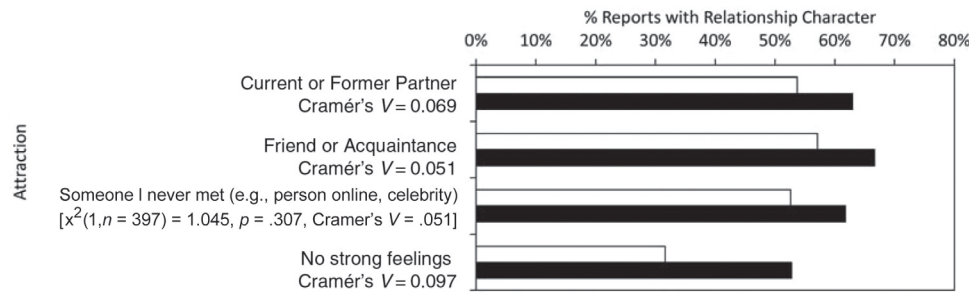 % Reports with Relationship Character
0% 10% 20% 30% 40% 50% 60% 70% 80%
Attraction
Current or Former Partner
Cramér's V = 0.069
Friend or Acquaintance
Cramér's V = 0.051
Someone I never met (e.g., person online, celebrity)
[x²(1,n = 397) = 1.045, p = .307, Cramer's V = .051]
No strong feelings
Cramér's V = 0.097